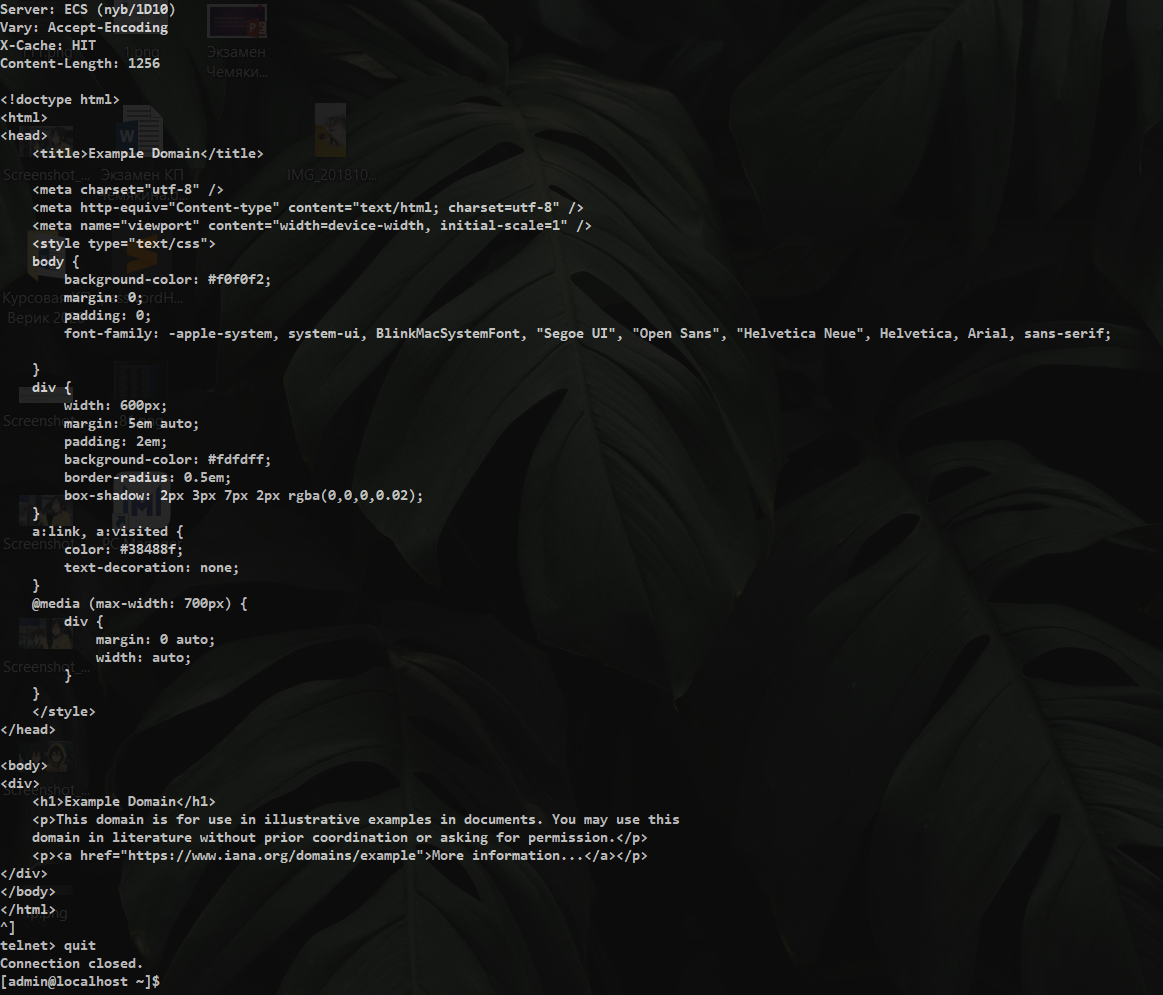 Server: ECS (nyb/1D10)
Vary: Accept-Encoding
X-Cache: HIT
Content-Length: 1256
1.png
Экзамен
Чемяки...
<!doctype html>
<html>
<head>
    <title>Example Domain</title>
Screenshot_...
Экзамен КП
IMG_201810...
    <meta charset="utf-8" />
    <meta http-equiv="Content-type" content="text/html; charset=utf-8" />
    <meta name="viewport" content="width=device-width, initial-scale=1" />
    <style type="text/css">
    body {
        background-color: #f0f0f2;
        margin: 0;
        padding: 0;
        font-family: -apple-system, system-ui, BlinkMacSystemFont, "Segoe UI", "Open Sans", "Helvetica Neue", Helvetica, Arial, sans-serif;

    }
    div {
        width: 600px;
        margin: 5em auto;
        padding: 2em;
        background-color: #fdfdff;
        border-radius: 0.5em;
        box-shadow: 2px 3px 7px 2px rgba(0,0,0,0.02);
    }
    a:link, a:visited {
        color: #38488f;
        text-decoration: none;
    }
    @media (max-width: 700px) {
        div {
            margin: 0 auto;
            width: auto;
        }
    }
    </style>
</head>

<body>
<div>
    <h1>Example Domain</h1>
    <p>This domain is for use in illustrative examples in documents. You may use this
    domain in literature without prior coordination or asking for permission.</p>
    <p><a href="https://www.iana.org/domains/example">More information...</a></p>
</div>
</body>
</html>
^]
telnet> quit
Connection closed.
[admin@localhost ~]$